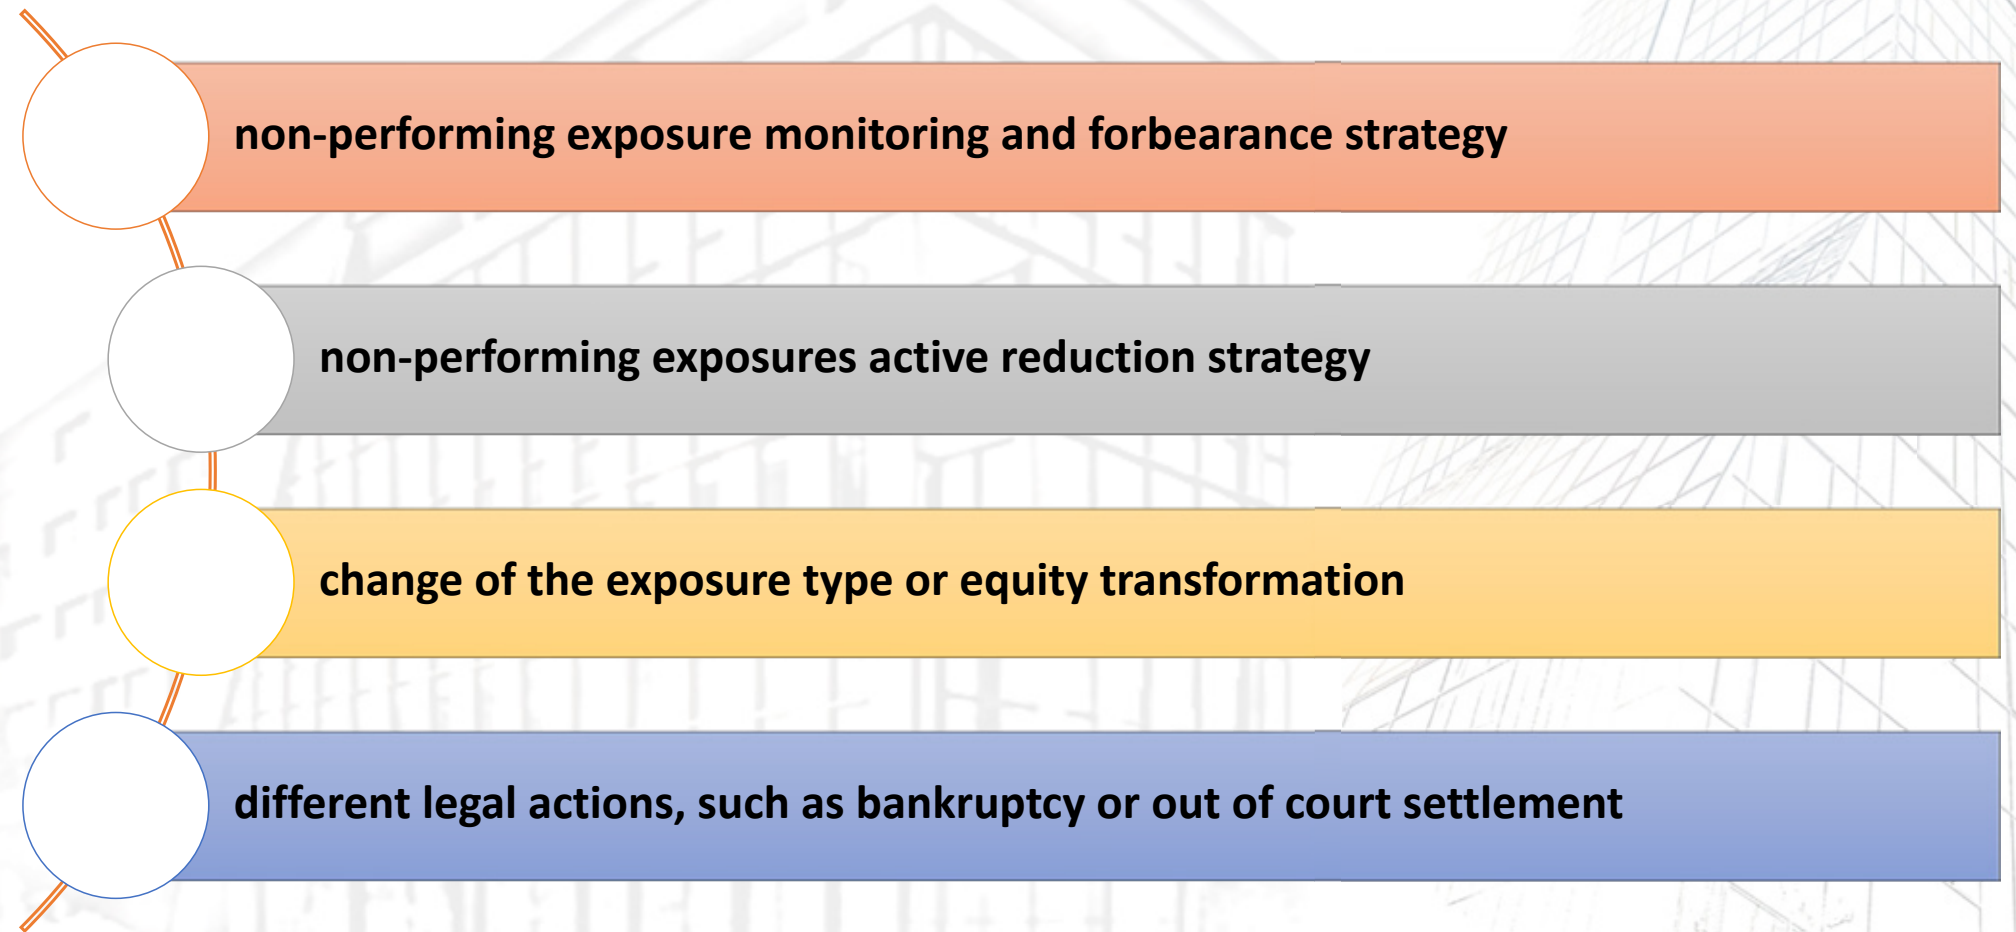 non-performing exposure monitoring and forbearance strategy
non-performing exposures active reduction strategy
change of the exposure type or equity transformation
different legal actions, such as bankruptcy or out of court settlement